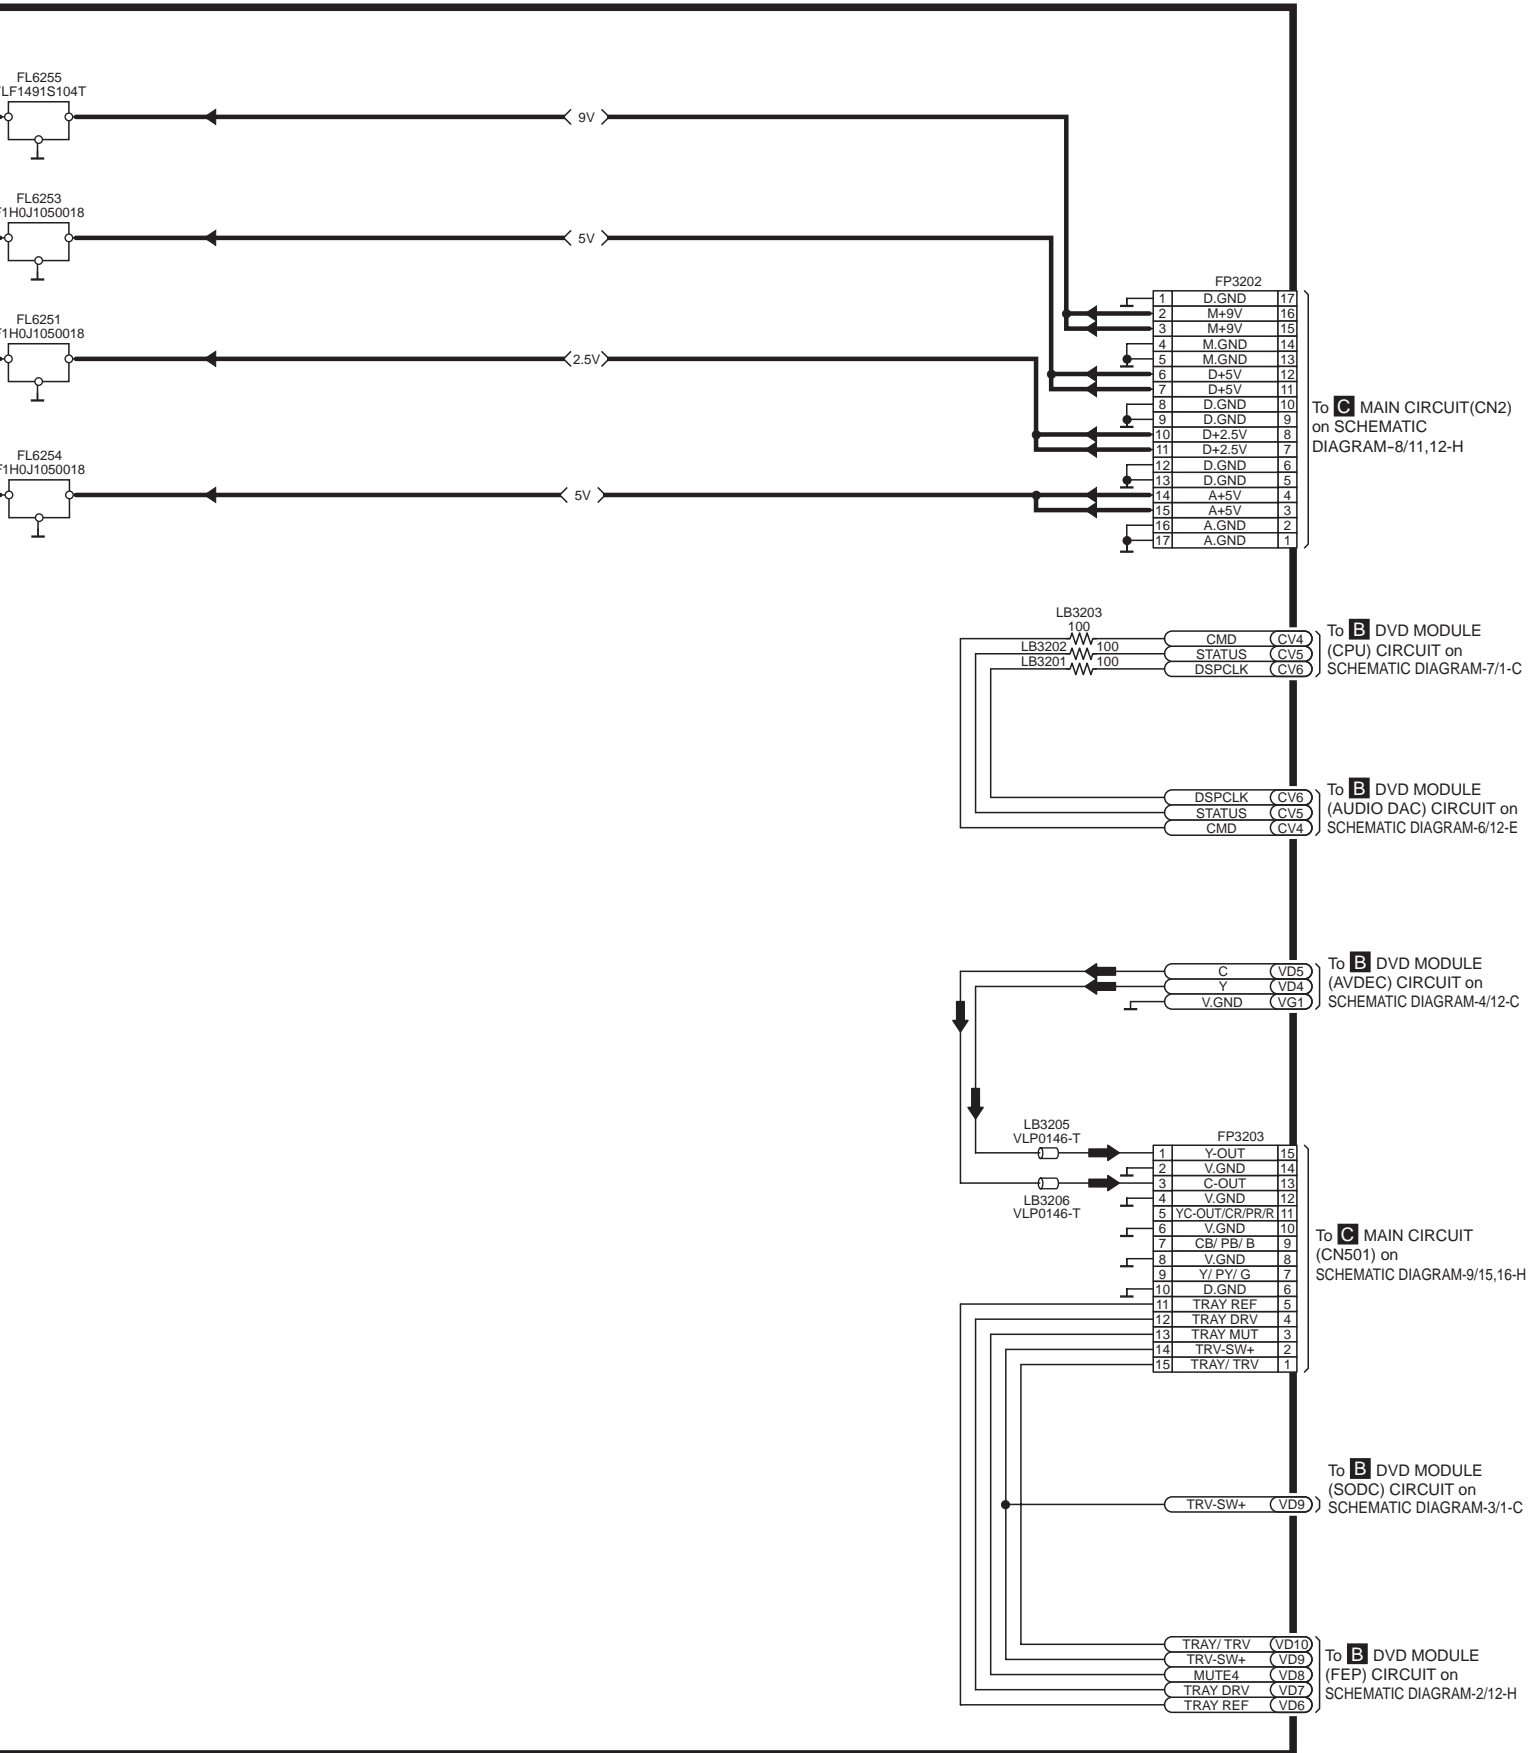 FL6255
LF1491S104T
9V
FL6253
F1H0J1050018
5V
FL6251
F1H0J1050018
2.5V
FL6254
F1H0J1050018
5V
FP3202
1 D.GND 17
2 M+9V 16
3 M+9V 15
4 M.GND 14
5 M.GND 13
6 D+5V 12
7 D+5V 11
8 D.GND 10
9 D.GND 9
10 D+2.5V 8
11 D+2.5V 7
12 D.GND 6
13 D.GND 5
14 A+5V 4
15 A+5V 3
16 A.GND 2
17 A.GND 1
To C MAIN CIRCUIT(CN2)
on SCHEMATIC
DIAGRAM-8/11,12-H
LB3203
100
LB3202 100
LB3201 100
CMD CV4
STATUS CV5
DSPCLK CV6
To B DVD MODULE
(CPU) CIRCUIT on
SCHEMATIC DIAGRAM-7/1-C
DSPCLK CV6
STATUS CV5
CMD CV4
To B DVD MODULE
(AUDIO DAC) CIRCUIT on
SCHEMATIC DIAGRAM-6/12-E
C VD5
Y VD4
V.GND VG1
To B DVD MODULE
(AVDEC) CIRCUIT on
SCHEMATIC DIAGRAM-4/12-C
LB3205
VLP0146-T
LB3206
VLP0146-T
FP3203
1 Y-OUT 15
2 V.GND 14
3 C-OUT 13
4 V.GND 12
5 YC-OUT/CR/PR/R 11
6 V.GND 10
7 CB/ PB/ B 9
8 V.GND 8
9 Y/ PY/ G 7
10 D.GND 6
11 TRAY REF 5
12 TRAY DRV 4
13 TRAY MUT 3
14 TRV-SW+ 2
15 TRAY/ TRV 1
To C MAIN CIRCUIT
(CN501) on
SCHEMATIC DIAGRAM-9/15,16-H
TRV-SW+ VD9
To B DVD MODULE
(SODC) CIRCUIT on
SCHEMATIC DIAGRAM-3/1-C
TRAY/ TRV VD10
TRV-SW+ VD9
MUTE4 VD8
TRAY DRV VD7
TRAY REF VD6
To B DVD MODULE
(FEP) CIRCUIT on
SCHEMATIC DIAGRAM-2/12-H